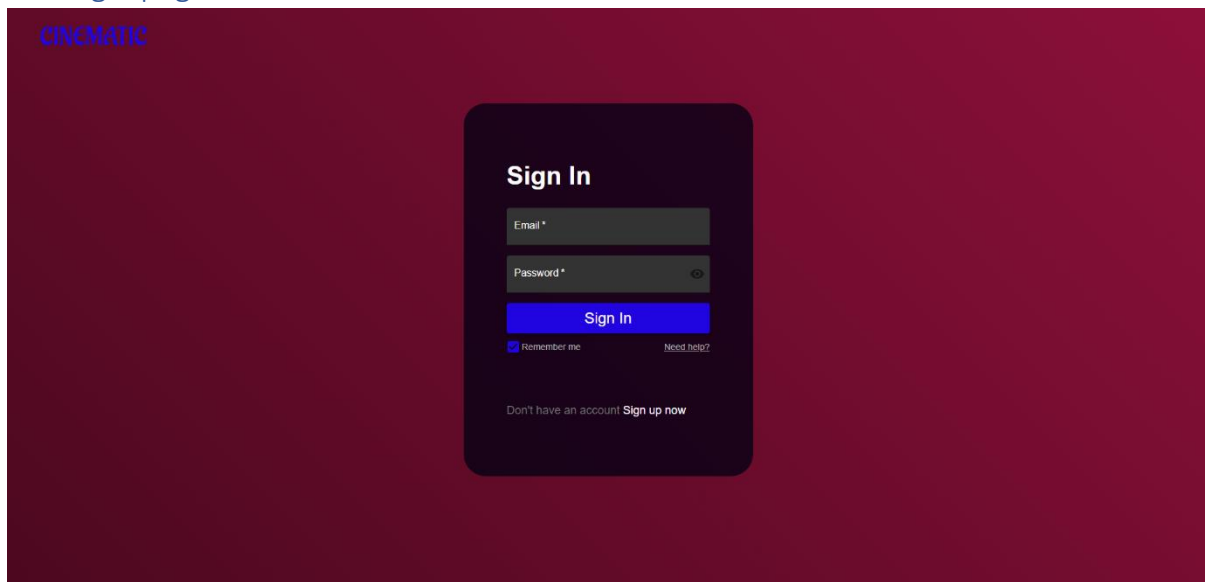 CINEMATIC
Sign In
Email *
Password *
Sign In
Remember me Need help?
Don't have an account Sign up now